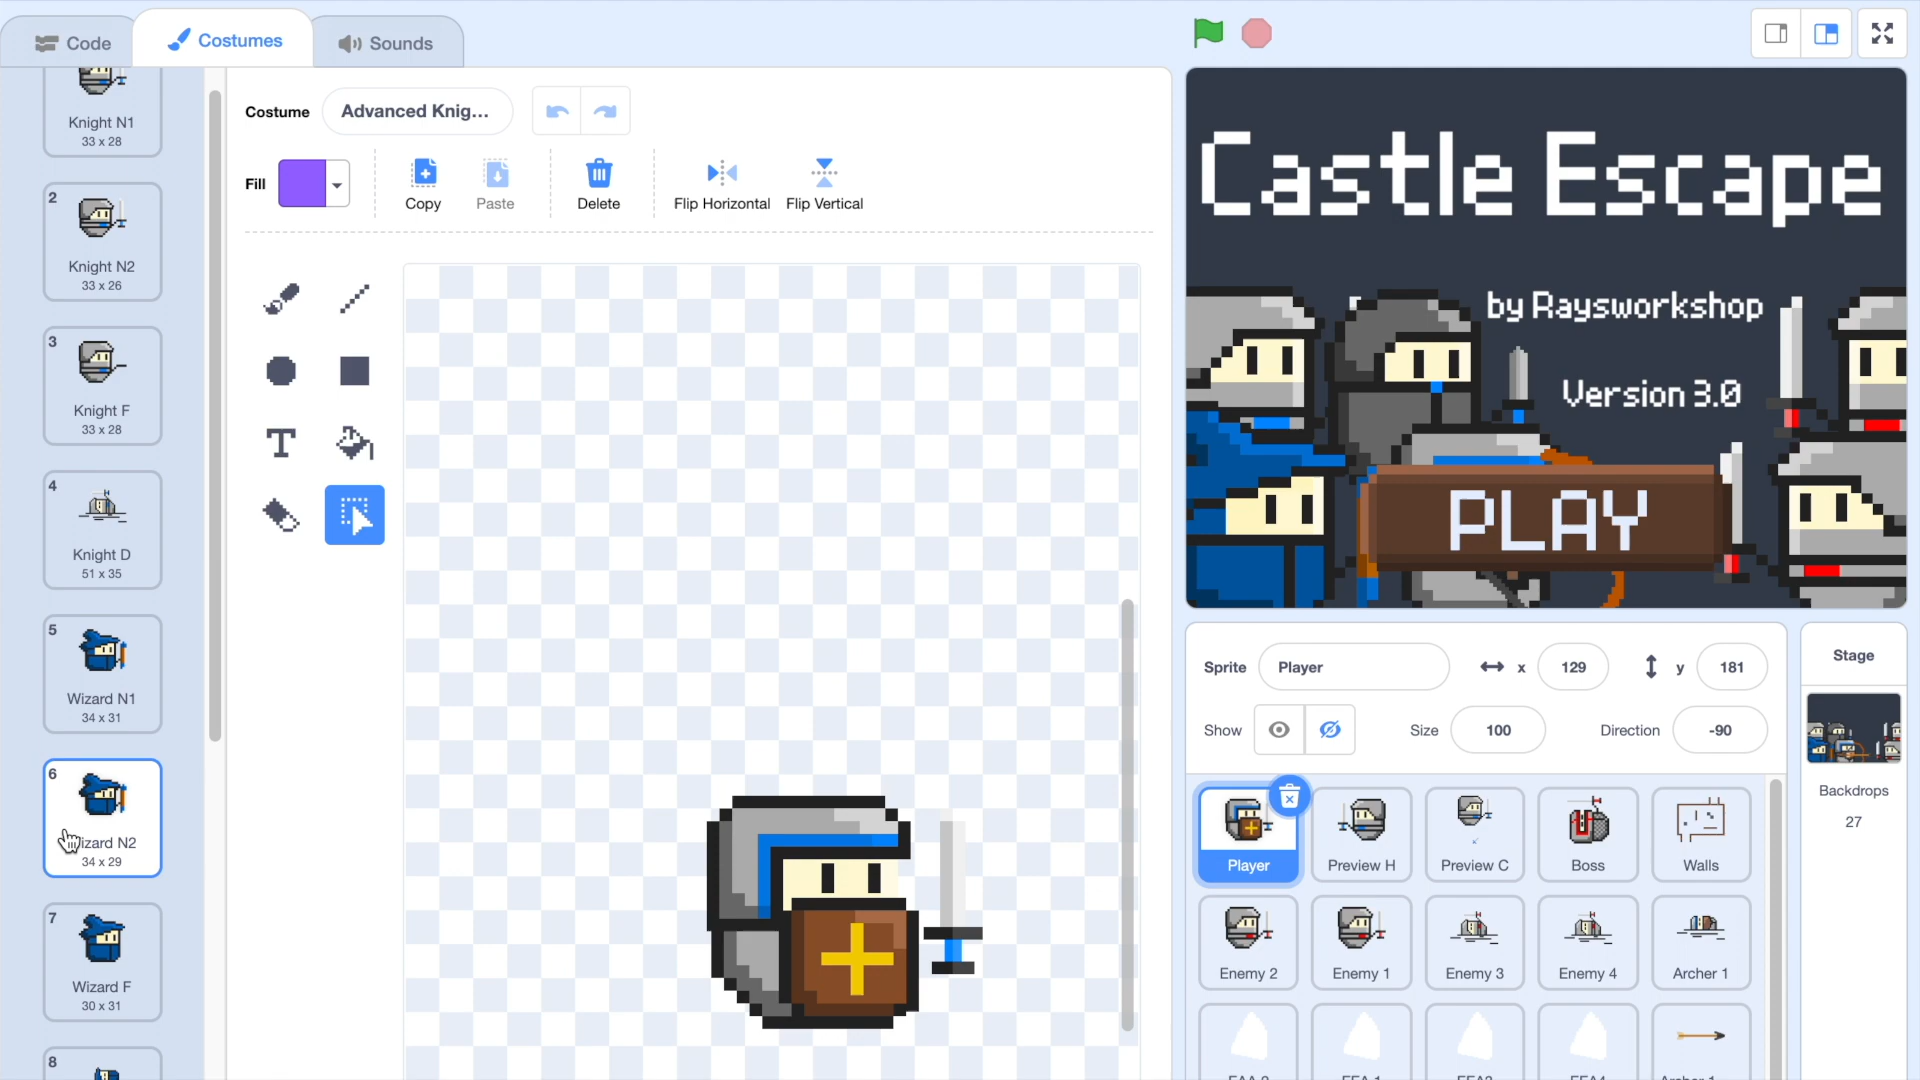 Code
Costumes
Sounds
Knight N1
33 x 28
2
Knight N2
33 x 26
3
Knight F
33 x 28
4
Knight D
51 x 35
5
Wizard N1
34 x 31
6
Wizard N2
34 x 29
7
Wizard F
30 x 31
8
Costume
Advanced Knig...
Fill
Copy
Paste
Delete
Flip Horizontal
Flip Vertical
T
Castle Escape
by Raysworkshop
Version 3.0
PLAY
Sprite
Player
x
129
y
181
Show
Size
100
Direction
-90
Stage
Backdrops
27
Player
Preview H
Preview C
Boss
Walls
Enemy 2
Enemy 1
Enemy 3
Enemy 4
Archer 1